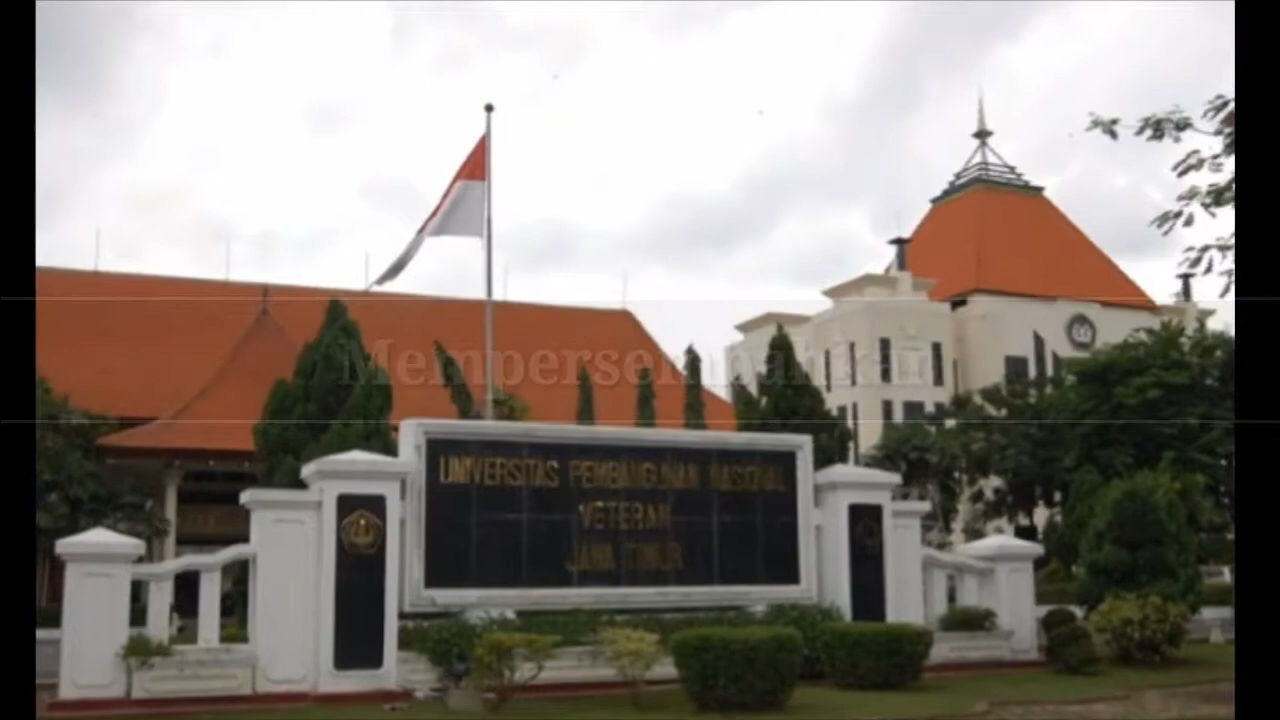 Mempersembahkan
UNIVERSITAS PEMBANGUNAN NASIONAL
VETERAN
JAWA TIMUR